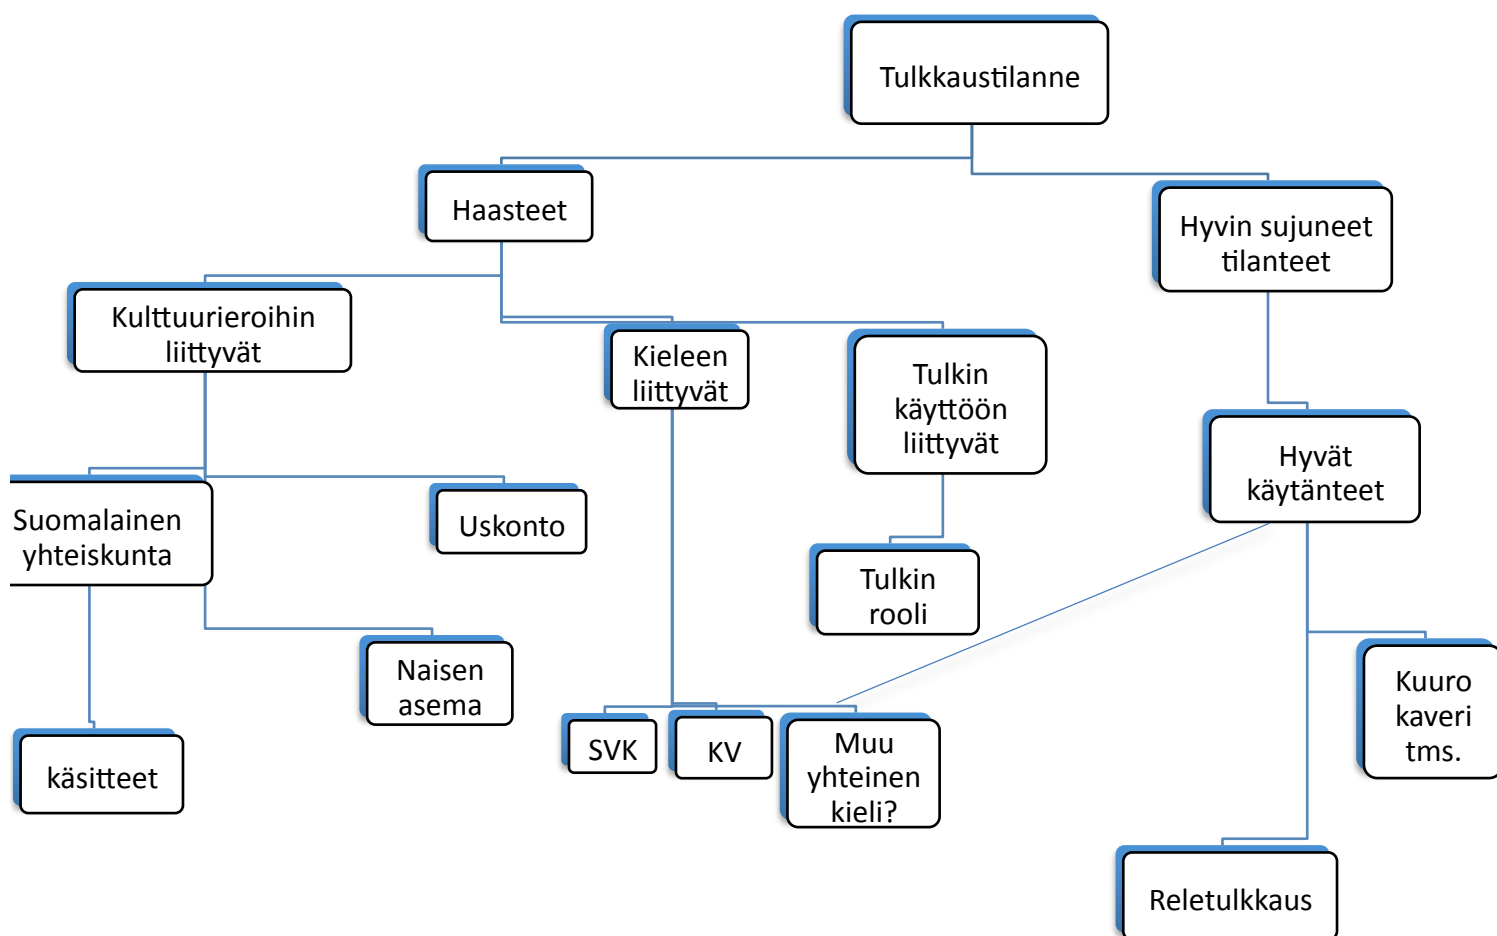 Tulkkaustilanne
Haasteet
Hyvin sujuneet
tilanteet
Kulttuurieroihin
liittyvät
Kieleen
liittyvät
Tulkin
käyttöön
liittyvät
Hyvät
käytänteet
Suomalainen
yhteiskunta
Uskonto
Tulkin
rooli
Naisen
asema
Kuuro
kaveri
tms.
käsitteet
SVK
KV
Muu
yhteinen
kieli?
Reletulkkaus